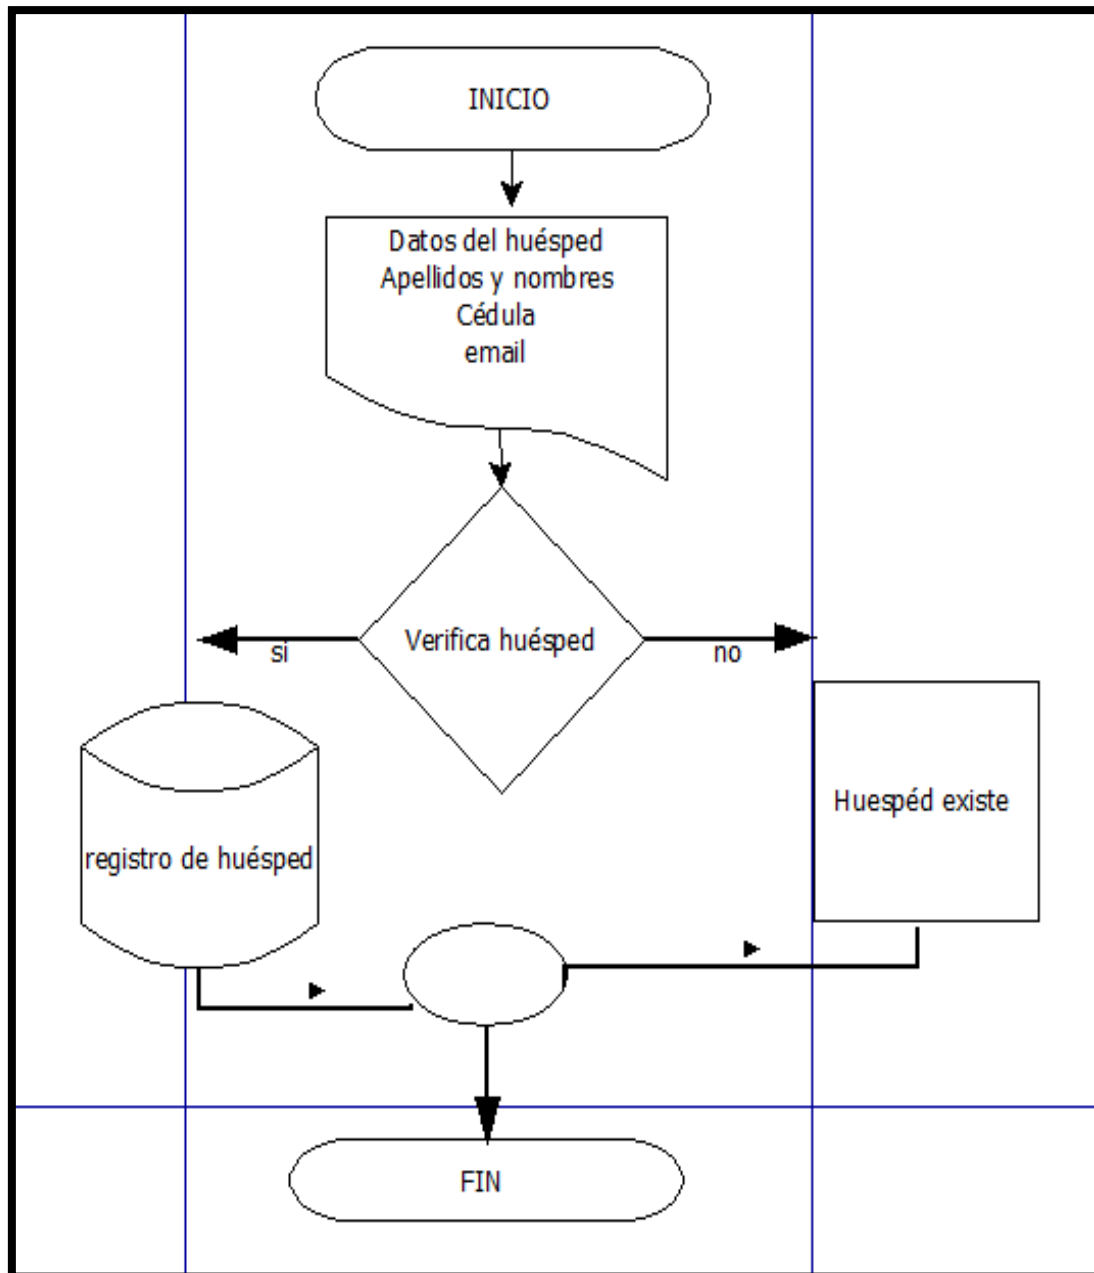 INICIO
Datos del huésped
Apellidos y nombres
Cédula
email
Verifica huésped
si
no
Huespéd existe
registro de huésped
FIN